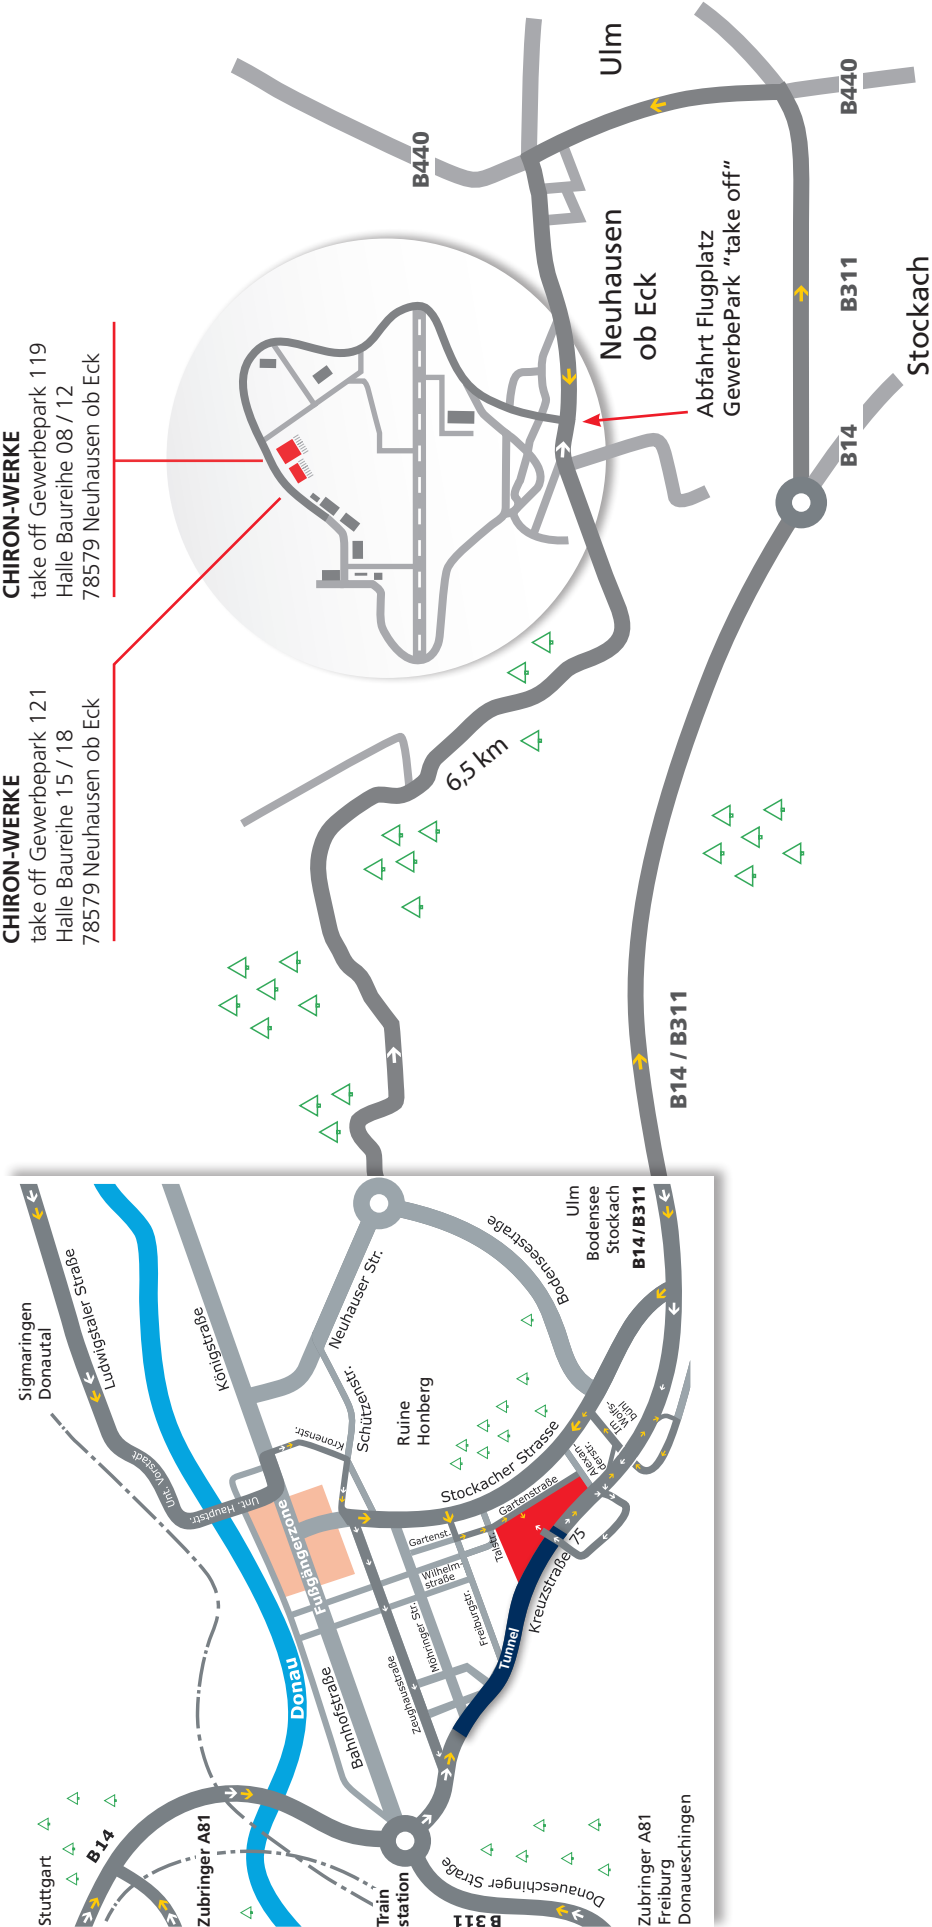 CHIRON-WERKE
take off Gewerbepark 121
Halle Baureihe 15 / 18
78579 Neuhausen ob Eck
CHIRON-WERKE
take off Gewerbepark 119
Halle Baureihe 08 / 12
78579 Neuhausen ob Eck
B440
Ulm
B440
Neuhausen
ob Eck
Abfahrt Flugplatz
GewerbePark “take off”
B311
Stockach
B14
6,5 km
B14 / B311
Sigmaringen
Donautal
Ludwigstaler Straße
Unt. Vorstadt
Unt. Hauptstr.
Königstraße
Neuhauser Str.
Bodenseestraße
Ulm
Bodensee
Stockach
B14/B311
Kronenstr.
Schützenstr.
Ruine
Honberg
Stockacher Strasse
Im
Wolfs-
bühl
Alexan-
derstr.
Gartenstraße
Gartenst.
Talstr.
Fußgängerzone
Wilhelm-
straße
Freiburgstr.
Möhringer Str.
Zeughausstraße
Kreuzstraße
75
Tunnel
Donau
Bahnhofstraße
Stuttgart
B14
Zubringer A81
Train
station
Donaueschinger Straße
B 311
Zubringer A81
Freiburg
Donaueschingen